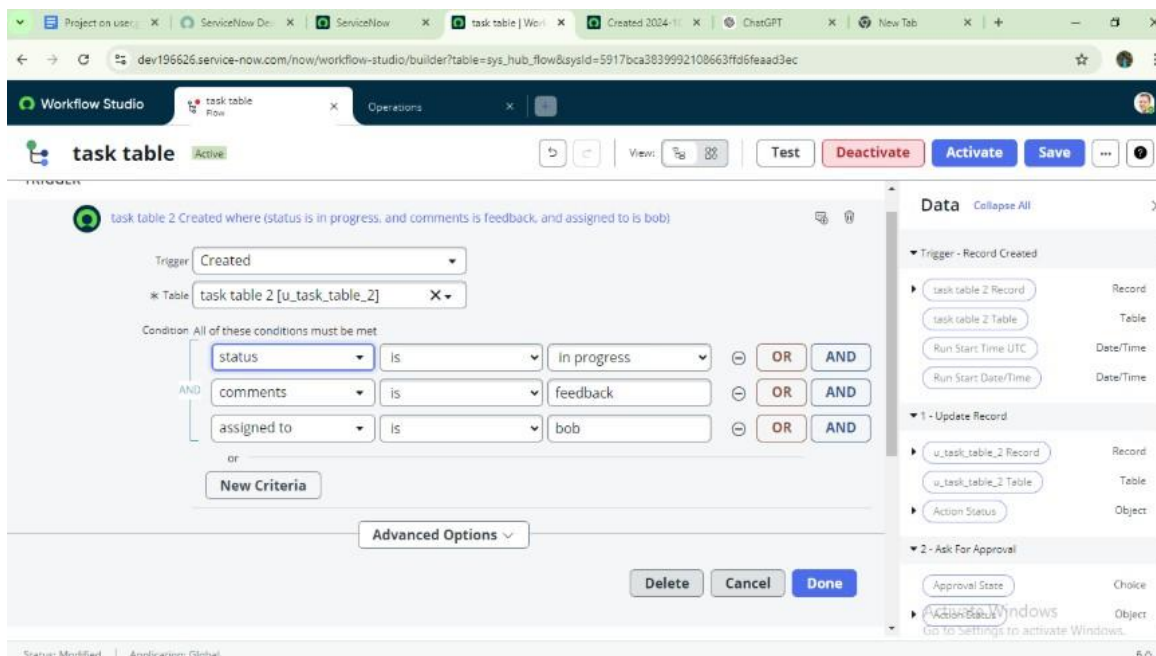 Project on user, ServiceNow De ServiceNow task table | Wor Created 2024-1 ChatGPT New Tab
dev196626.service-now.com/now/workflow-studio/builder?table=sys_hub_flow&sysId=5917bca3839992108663ffd6feaad3ec
Workflow Studio task table Operations
Flow
task table Active View: Test Deactivate Activate Save
TRIGGER
task table 2 Created where (status is in progress, and comments is feedback, and assigned to is bob)
Trigger Created
* Table task table 2 [u_task_table_2]
Condition All of these conditions must be met
status is in progress OR AND
AND comments is feedback OR AND
assigned to is bob OR AND
or
New Criteria
Advanced Options
Delete Cancel Done
Data Collapse All
Trigger - Record Created
task table 2 Record Record
task table 2 Table Table
Run Start Time UTC Date/Time
Run Start Date/Time Date/Time
1 - Update Record
u_task_table_2 Record Record
u_task_table_2 Table Table
Action Status Object
2 - Ask For Approval
Approval State Choice
Action Status Object
Activate Windows
Go to Settings to activate Windows.
Status: Modified | Application: Global